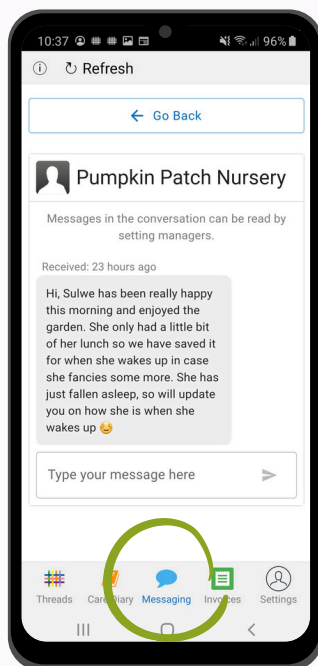 10:37 96%
Refresh
Go Back
Pumpkin Patch Nursery
Messages in the conversation can be read by
setting managers.
Received: 23 hours ago
Hi, Sulwe has been really happy
this morning and enjoyed the
garden. She only had a little bit
of her lunch so we have saved it
for when she wakes up in case
she fancies some more. She has
just fallen asleep, so will update
you on how she is when she
wakes up 😊
Type your message here
Threads Care Diary Messaging Invoices Settings